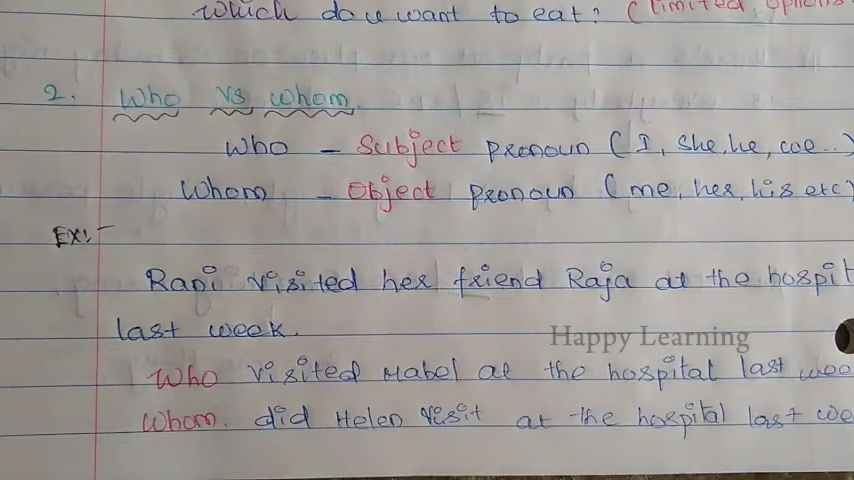 which do u want to eat? (limited, options
2. Who Vs whom.
who – Subject pronoun (I, she, he, we..)
Whom – Object pronoun (me, her, his etc)
Ex:-
Rani visited her friend Raja at the hospit
last week.
Happy Learning
Who visited Mabel at the hospital last wee
Whom. did Helen visit at the hospital last we